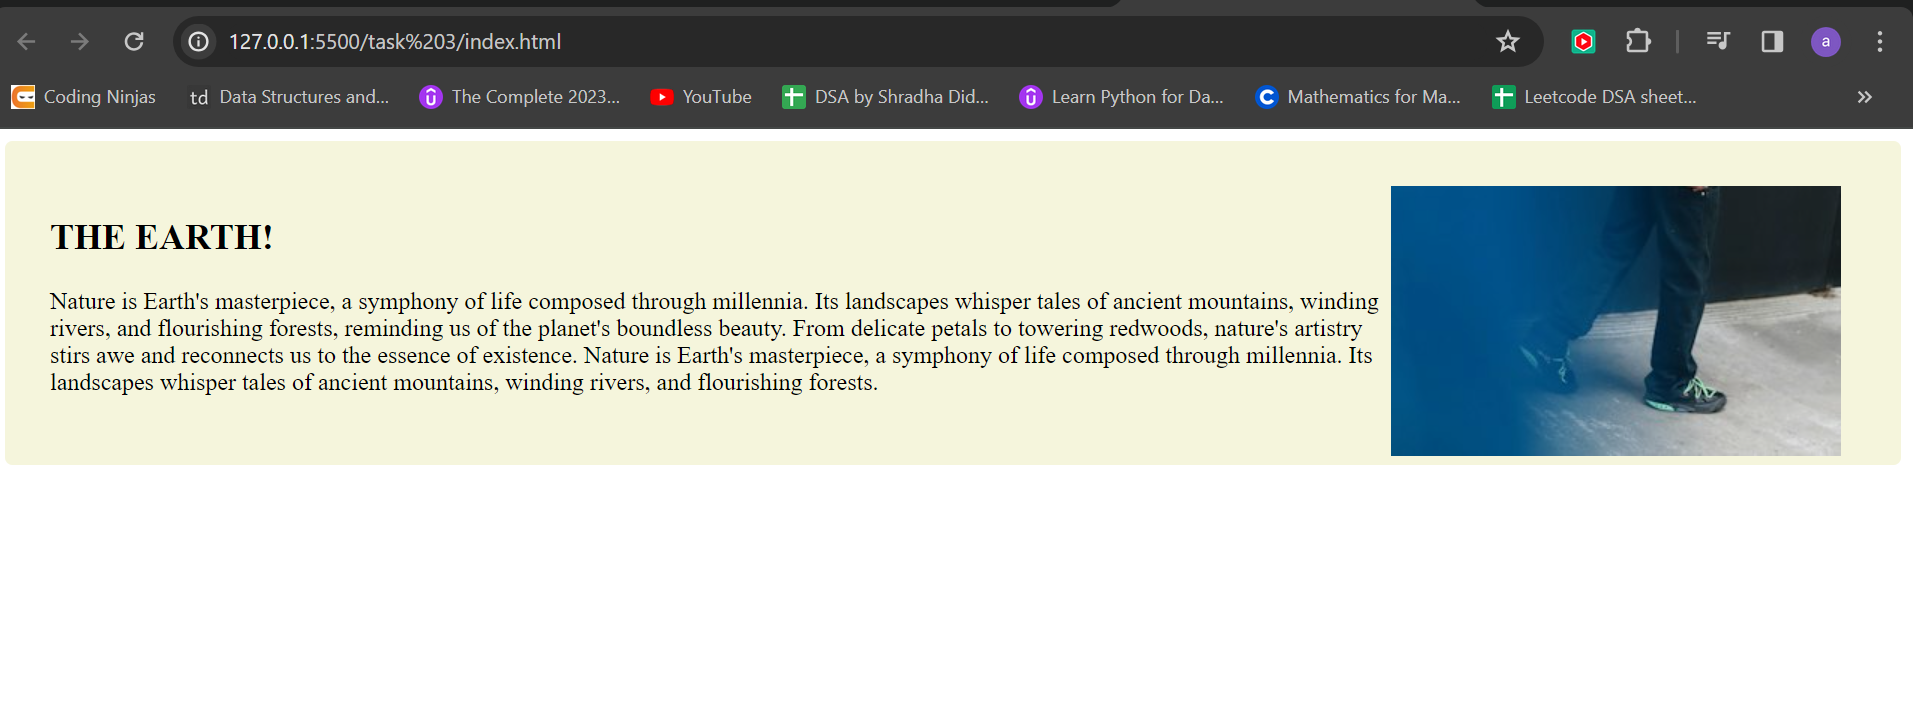 127.0.0.1:5500/task%203/index.html
a
Coding Ninjas td Data Structures and... The Complete 2023... YouTube DSA by Shradha Did... Learn Python for Da... C Mathematics for Ma... Leetcode DSA sheet... »
THE EARTH!
Nature is Earth's masterpiece, a symphony of life composed through millennia. Its landscapes whisper tales of ancient mountains, winding
rivers, and flourishing forests, reminding us of the planet's boundless beauty. From delicate petals to towering redwoods, nature's artistry
stirs awe and reconnects us to the essence of existence. Nature is Earth's masterpiece, a symphony of life composed through millennia. Its
landscapes whisper tales of ancient mountains, winding rivers, and flourishing forests.